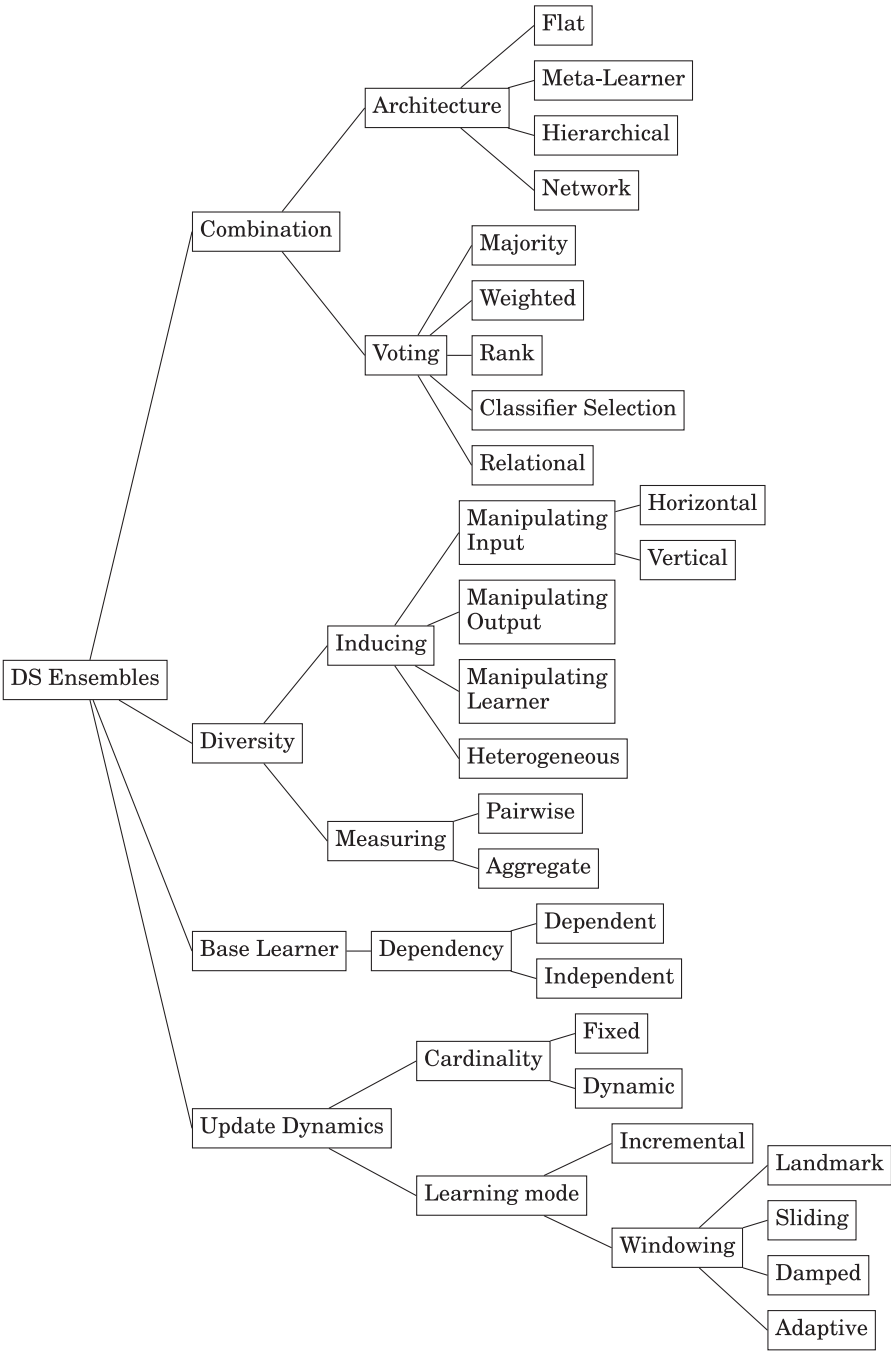 Flat
Meta-Learner
Architecture
Hierarchical
Network
Combination
Majority
Weighted
Voting
Rank
Classifier Selection
Relational
Manipulating
Input
Horizontal
Vertical
Manipulating
Output
Inducing
Manipulating
Learner
DS Ensembles
Diversity
Heterogeneous
Pairwise
Measuring
Aggregate
Base Learner
Dependency
Dependent
Independent
Fixed
Cardinality
Dynamic
Update Dynamics
Incremental
Landmark
Learning mode
Sliding
Windowing
Damped
Adaptive